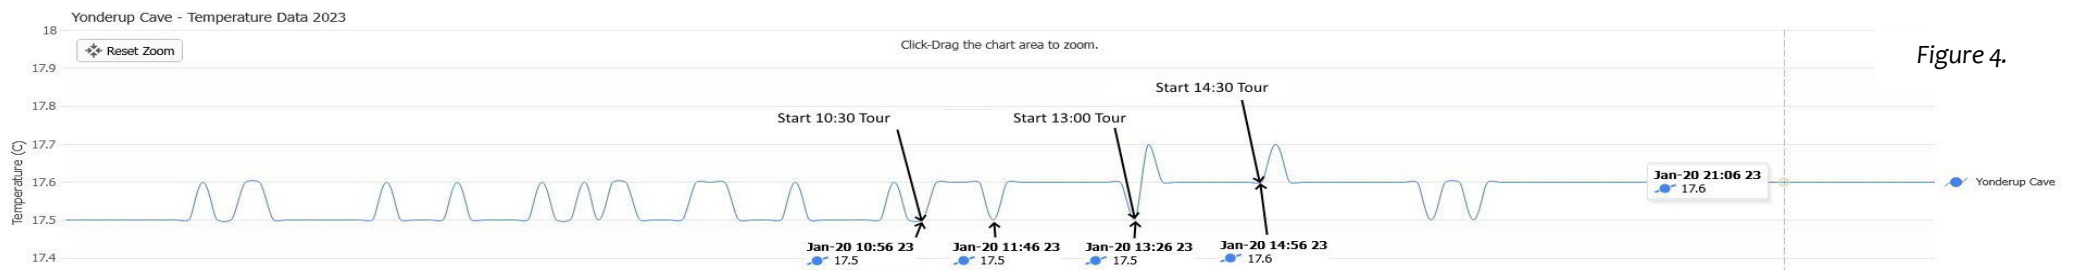 Yonderup Cave - Temperature Data 2023
Reset Zoom
Click-Drag the chart area to zoom.
Figure 4.
18
17.9
17.8
17.7
17.6
17.5
17.4
Temperature (C)
Start 10:30 Tour
Start 13:00 Tour
Start 14:30 Tour
Jan-20 10:56 23
17.5
Jan-20 11:46 23
17.5
Jan-20 13:26 23
17.5
Jan-20 14:56 23
17.6
Jan-20 21:06 23
17.6
Yonderup Cave